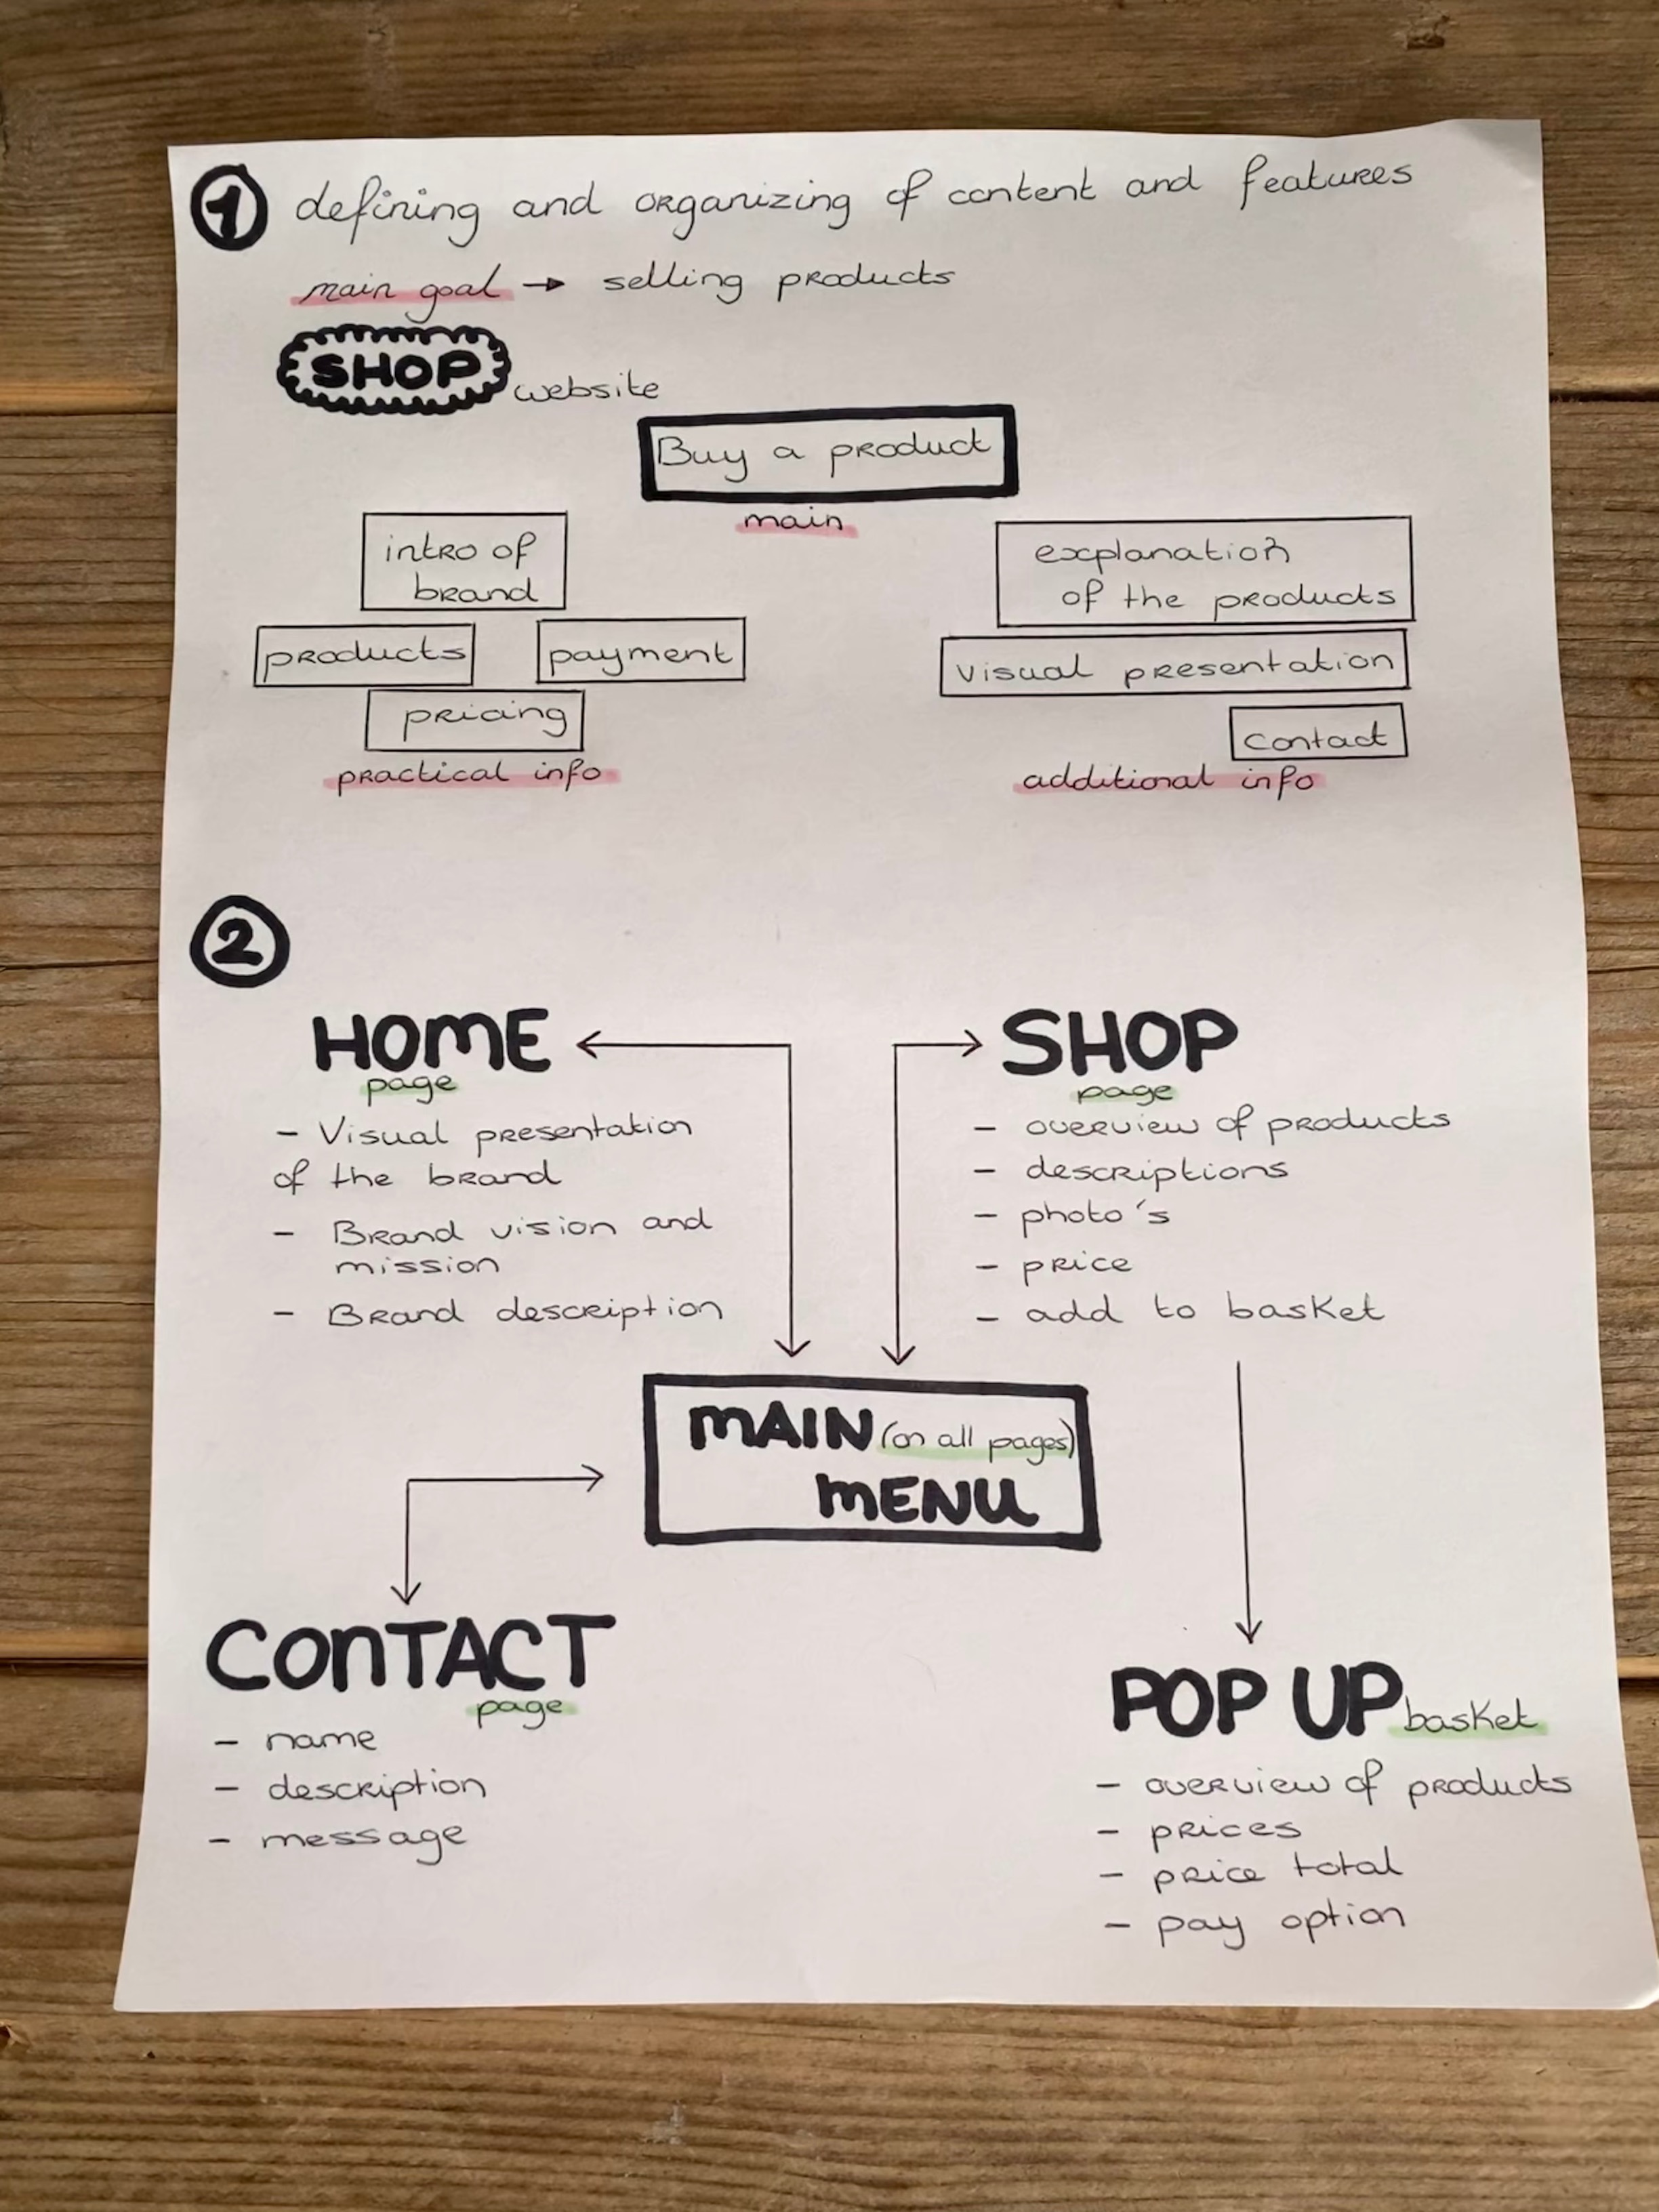 1 defining and organizing of content and features
main goal → selling products
SHOP website
Buy a product
main
intro of
brand
products
payment
pricing
practical info
explanation
of the products
visual presentation
contact
additional info
2
HOME
page
- Visual presentation
of the brand
- Brand vision and
mission
- Brand description
SHOP
page
- overview of products
- descriptions
- photo's
- price
- add to basket
MAIN (on all pages)
MENU
CONTACT
page
- name
- description
- message
POP UP basket
- overview of products
- prices
- price total
- pay option